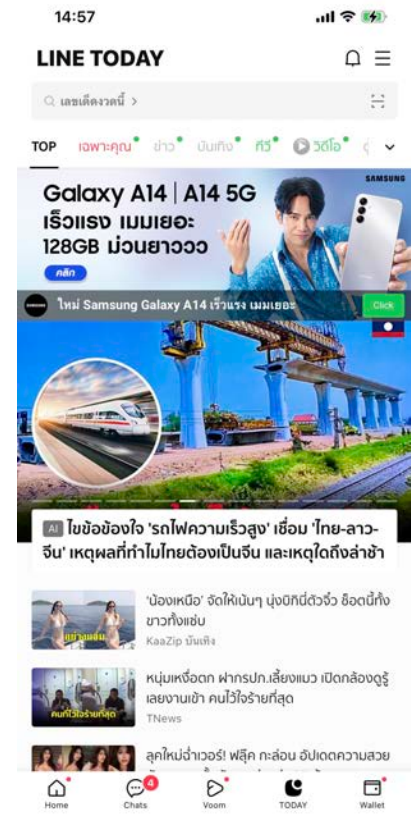 14:57
LINE TODAY
เลขเด็ดงวดนี้ >
TOP เฉพาะคุณ ข่าว บันเทิง ทีวี วิดีโอ
SAMSUNG
Galaxy A14 | A14 5G
เร็วแรง เมมเยอะ
128GB ม่วนยาววว
คลิก
ใหม่ Samsung Galaxy A14 เร็วแรง เมมเยอะ
Click
AI ไขข้อข้องใจ 'รถไฟความเร็วสูง' เชื่อม 'ไทย-ลาว-
จีน' เหตุผลที่ทำไมไทยต้องเป็นจีน และเหตุใดถึงล่าช้า
'น้องเหนือ' จัดให้เน้นๆ นุ่งบิกินี่ตัวจิ๋ว ช็อตนี้ทั้ง
ขาวทั้งแซ่บ
KaaZip บันเทิง
อย่างแซ่บ
หนุ่มเหงื่อตก ฝากรปภ.เลี้ยงแมว เปิดกล้องดูรู้
เลยงานเข้า คนไว้ใจร้ายที่สุด
TNews
คนที่ไว้ใจร้ายที่สุด
ลุคใหม่ฉ่ำเวอร์! ฟลุ๊ค กะล่อน อัปเดตความสวย
Home
Chats
4
Voom
TODAY
Wallet